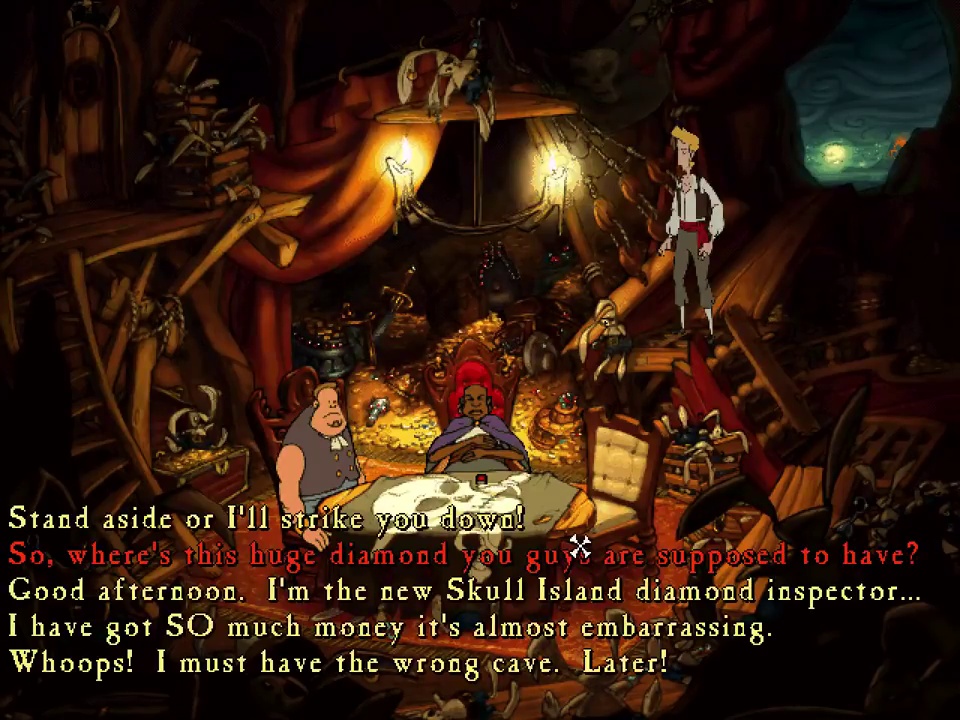 Stand aside or I'll strike you down!
So, where's this huge diamond you guys are supposed to have?
Good afternoon.  I'm the new Skull Island diamond inspector...
I have got SO much money it's almost embarrassing.
Whoops!  I must have the wrong cave.  Later!